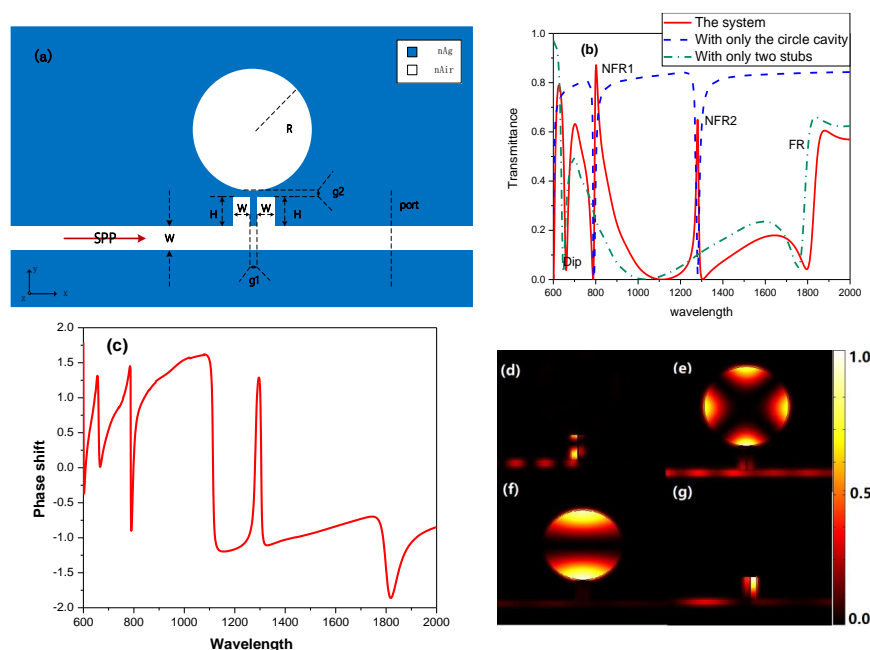 (a)
nAg
nAir
R
g2
H
W
W
H
port
SPP
W
g1
y
z
x
(b)
The system
With only the circle cavity
With only two stubs
NFR1
NFR2
FR
Dip
Transmittance
1.0
0.8
0.6
0.4
0.2
0.0
600 800 1000 1200 1400 1600 1800 2000
wavelength
(c)
Phase shift
2.0
1.5
1.0
0.5
0.0
-0.5
-1.0
-1.5
-2.0
600 800 1000 1200 1400 1600 1800 2000
Wavelength
(d)
(e)
(f)
(g)
1.0
0.5
0.0